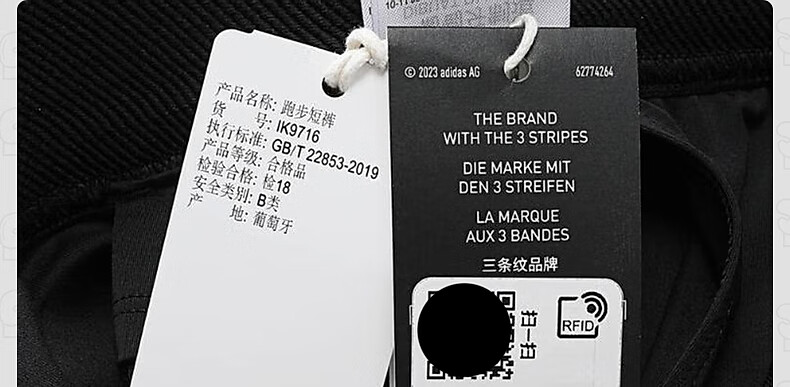 产品名称: 跑步短裤
货 号: IK9716
执行标准: GB/T 22853-2019
产品等级: 合格品
检验合格: 检18
安全类别: B类
产 地: 葡萄牙
© 2023 adidas AG 62774264
THE BRAND
WITH THE 3 STRIPES
DIE MARKE MIT
DEN 3 STREIFEN
LA MARQUE
AUX 3 BANDES
三条纹品牌
扫一扫
RFID